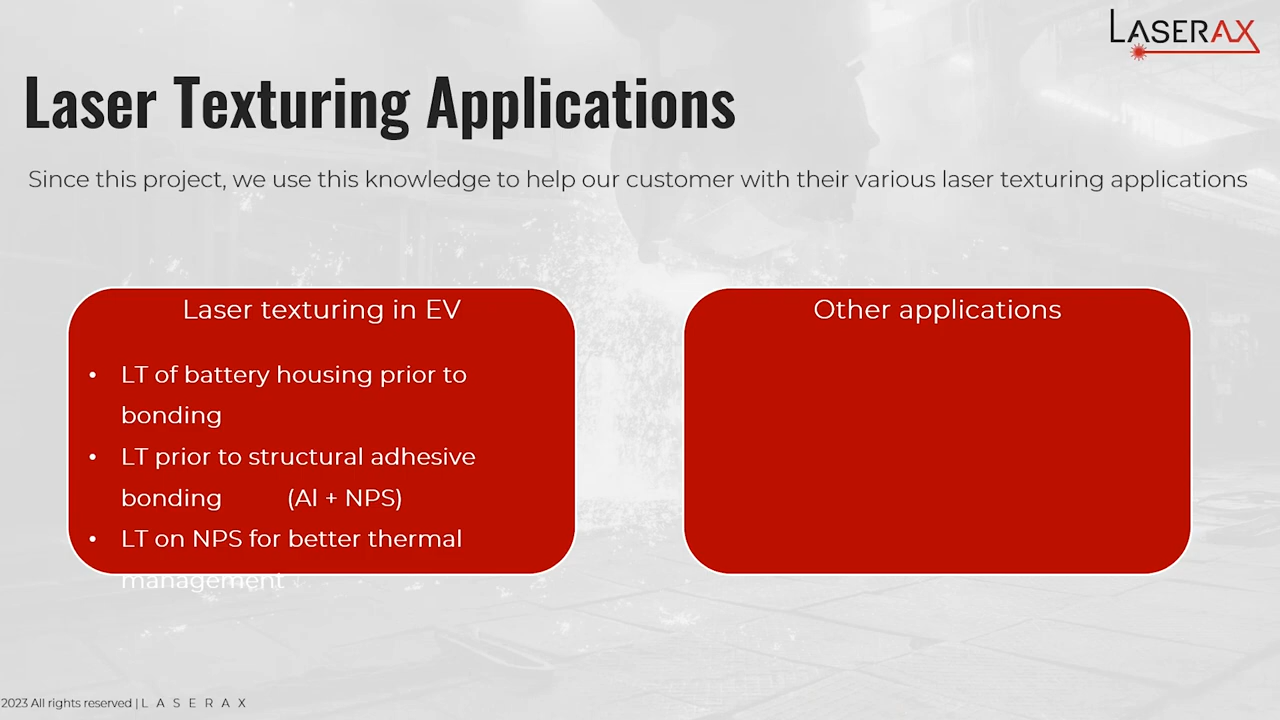 LASERAX
Laser Texturing Applications
Since this project, we use this knowledge to help our customer with their various laser texturing applications
Laser texturing in EV
• LT of battery housing prior to
bonding
• LT prior to structural adhesive
bonding (Al + NPS)
• LT on NPS for better thermal
management
Other applications
2023 All rights reserved | L A S E R A X